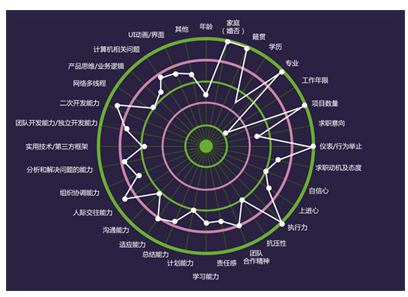 年龄
家庭
（婚否）
籍贯
学历
专业
工作年限
项目数量
求职意向
仪表/行为举止
求职动机及态度
自信心
上进心
执行力
抗压性
团队
合作精神
责任感
学习能力
计划能力
总结能力
适应能力
沟通能力
人际交往能力
组织协调能力
分析和解决问题的能力
实用技术/第三方框架
团队开发能力/独立开发能力
二次开发能力
网络多线程
产品思维/业务逻辑
计算机相关问题
UI动画/界面
其他